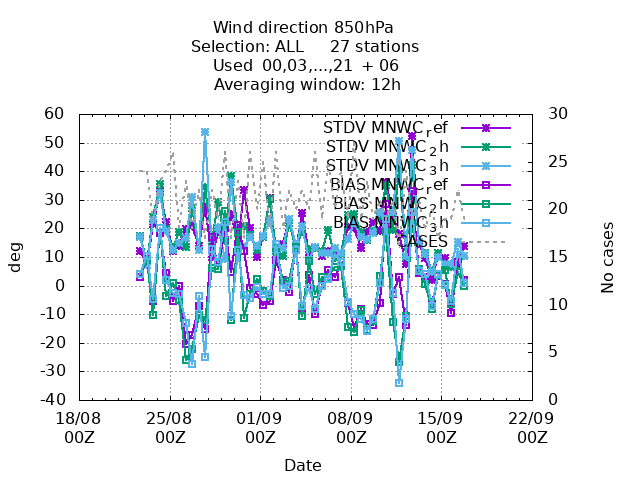 Wind direction 850hPa
Selection: ALL 27 stations
Used 00,03,...,21 + 06
Averaging window: 12h
60
50
40
30
20
10
0
-10
-20
-30
-40
deg
30
25
20
15
10
5
0
No cases
STDV MNWC_ref
STDV MNWC_2h
STDV MNWC_3h
BIAS MNWC_ref
BIAS MNWC_2h
BIAS MNWC_3h
CASES
18/08 25/08 01/09 08/09 15/09 22/09
00Z 00Z 00Z 00Z 00Z 00Z
Date